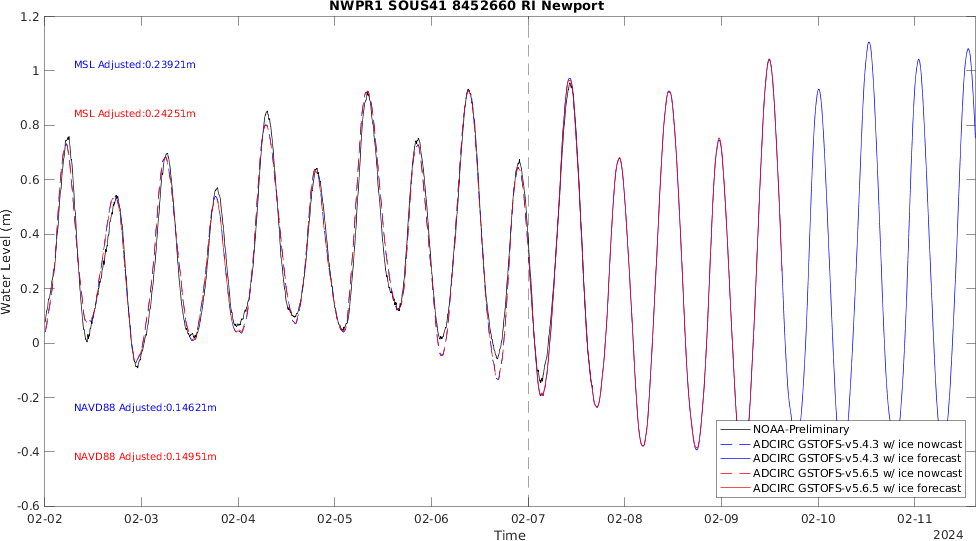 NWPR1 SOUS41 8452660 RI Newport
1.2
1
0.8
0.6
0.4
0.2
0
-0.2
-0.4
-0.6
Water Level (m)
MSL Adjusted:0.23921m
MSL Adjusted:0.24251m
NAVD88 Adjusted:0.14621m
NAVD88 Adjusted:0.14951m
NOAA-Preliminary
ADCIRC GSTOFS-v5.4.3 w/ ice nowcast
ADCIRC GSTOFS-v5.4.3 w/ ice forecast
ADCIRC GSTOFS-v5.6.5 w/ ice nowcast
ADCIRC GSTOFS-v5.6.5 w/ ice forecast
02-02 02-03 02-04 02-05 02-06 02-07 02-08 02-09 02-10 02-11
Time
2024